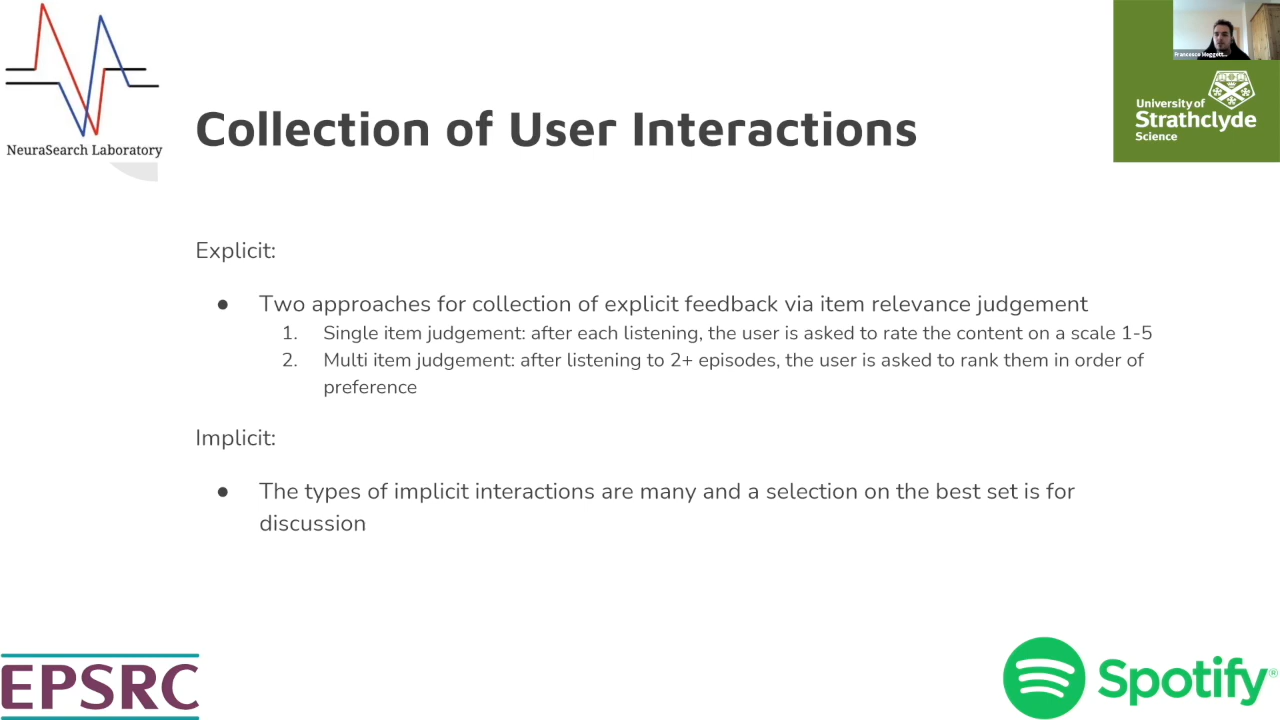 NeuraSearch Laboratory
Francesco Meggett...
University of
Strathclyde
Science
Collection of User Interactions
Explicit:
● Two approaches for collection of explicit feedback via item relevance judgement
1. Single item judgement: after each listening, the user is asked to rate the content on a scale 1-5
2. Multi item judgement: after listening to 2+ episodes, the user is asked to rank them in order of
preference
Implicit:
● The types of implicit interactions are many and a selection on the best set is for
discussion
EPSRC
Spotify®